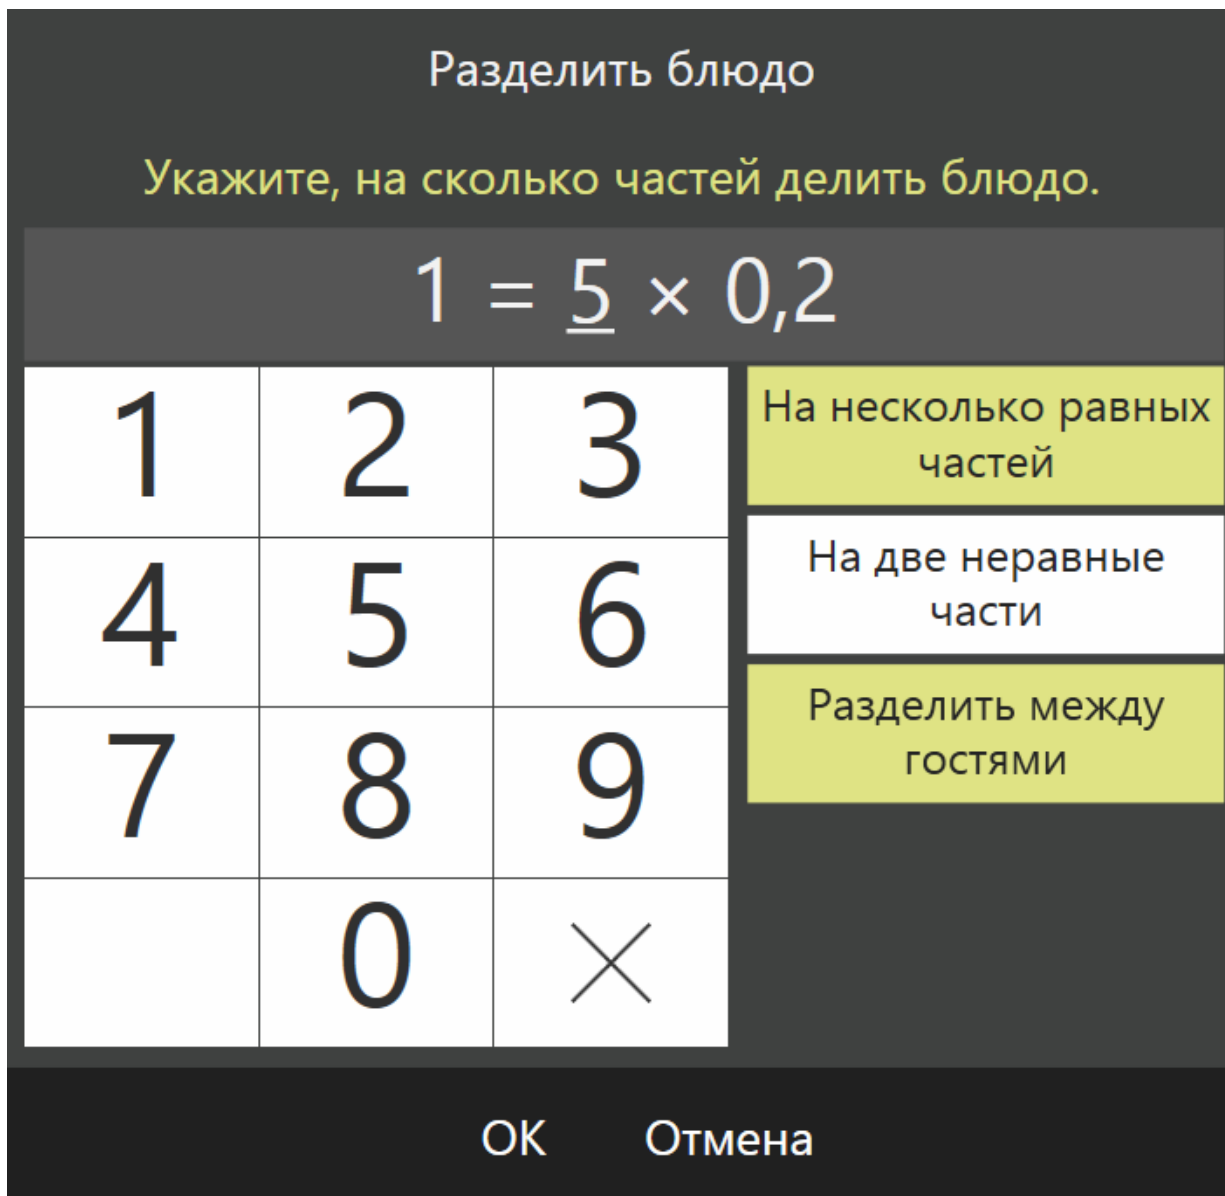 Разделить блюдо
Укажите, на сколько частей делить блюдо.
1 = 5 × 0,2
1 2 3
На несколько равных
частей
4 5 6
На две неравные
части
7 8 9
Разделить между
гостями
0 ×
ОК Отмена